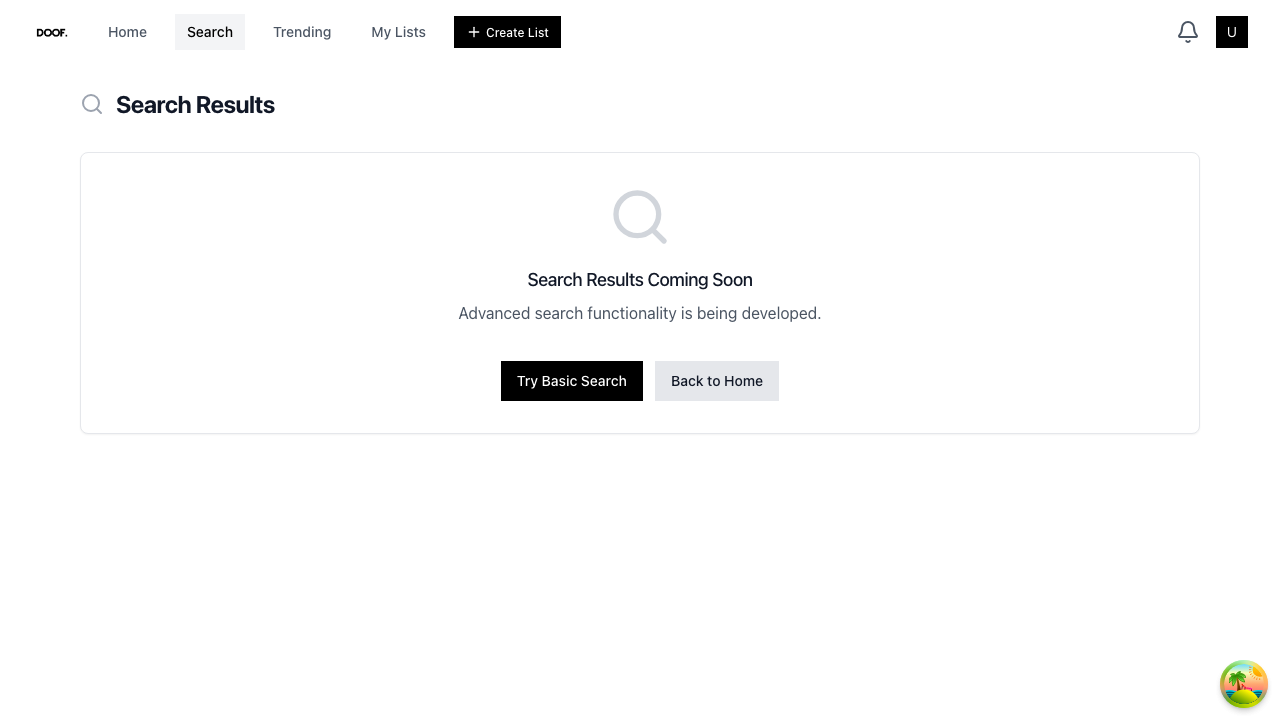 DOOF.
Home
Search
Trending
My Lists
Create List
U
Search Results
Search Results Coming Soon
Advanced search functionality is being developed.
Try Basic Search
Back to Home